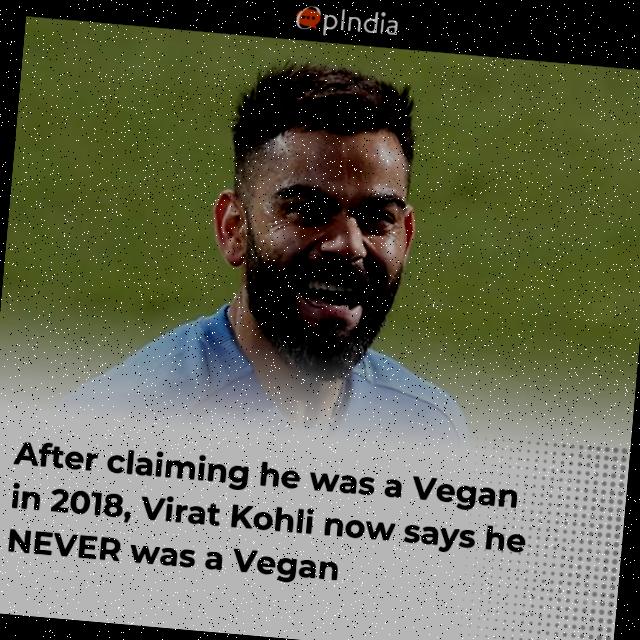 OpIndia
After claiming he was a Vegan
in 2018, Virat Kohli now says he
NEVER was a Vegan